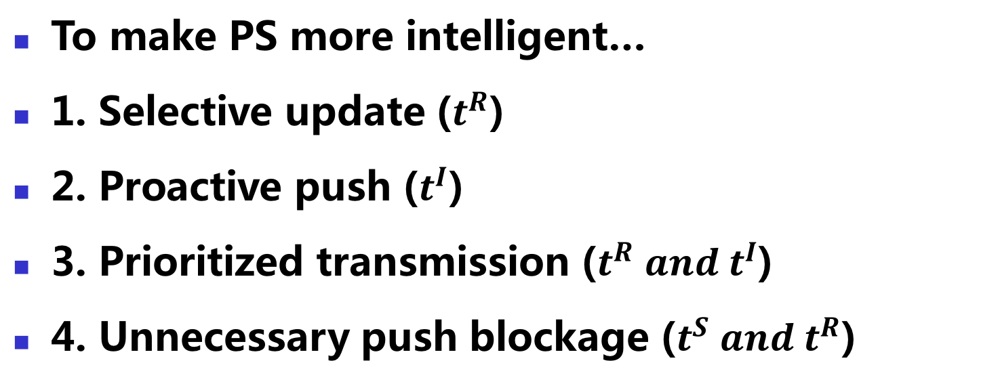 ▪ To make PS more intelligent…
▪ 1. Selective update (t^R)
▪ 2. Proactive push (t^I)
▪ 3. Prioritized transmission (t^R and t^I)
▪ 4. Unnecessary push blockage (t^S and t^R)